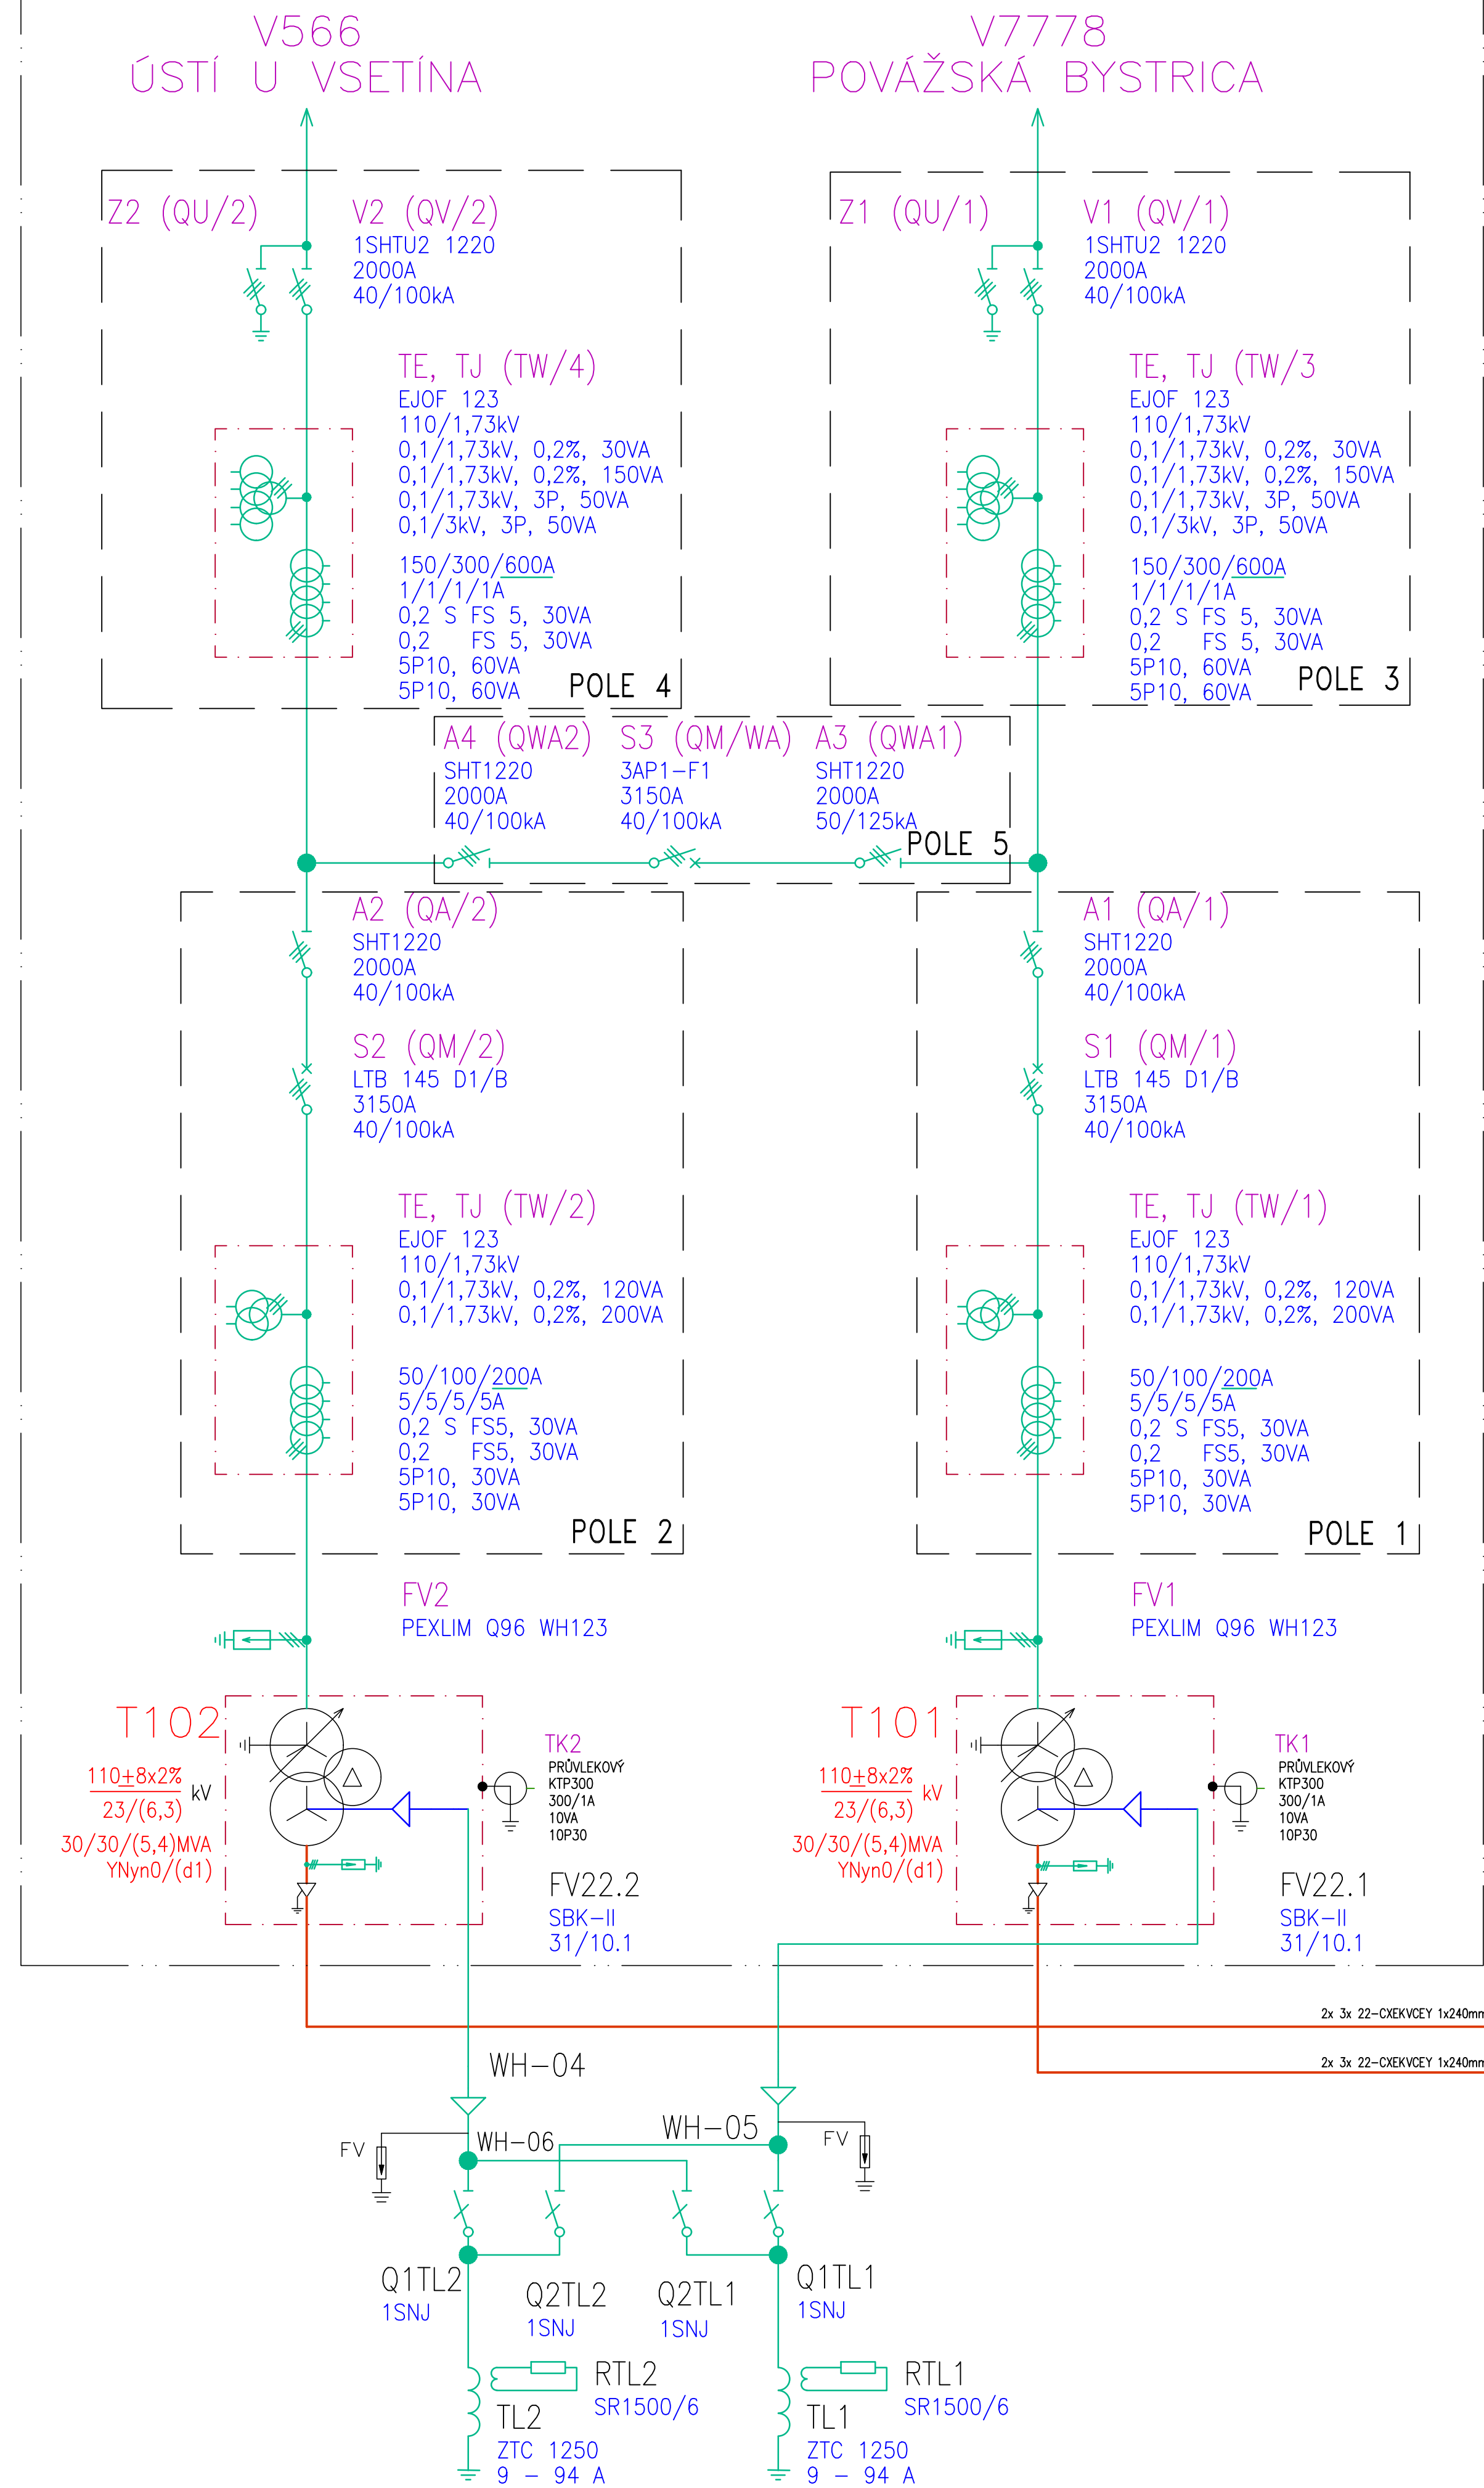 V566
ÚSTÍ U VSETÍNA
V7778
POVÁŽSKÁ BYSTRICA
Z2 (QU/2)
V2 (QV/2)
1SHTU2 1220
2000A
40/100kA
TE, TJ (TW/4)
EJOF 123
110/1,73kV
0,1/1,73kV, 0,2%, 30VA
0,1/1,73kV, 0,2%, 150VA
0,1/1,73kV, 3P, 50VA
0,1/3kV, 3P, 50VA
150/300/600A
1/1/1/1A
0,2 S FS 5, 30VA
0,2 FS 5, 30VA
5P10, 60VA
5P10, 60VA
POLE 4
Z1 (QU/1)
V1 (QV/1)
1SHTU2 1220
2000A
40/100kA
TE, TJ (TW/3
EJOF 123
110/1,73kV
0,1/1,73kV, 0,2%, 30VA
0,1/1,73kV, 0,2%, 150VA
0,1/1,73kV, 3P, 50VA
0,1/3kV, 3P, 50VA
150/300/600A
1/1/1/1A
0,2 S FS 5, 30VA
0,2 FS 5, 30VA
5P10, 60VA
5P10, 60VA
POLE 3
A4 (QWA2)
SHT1220
2000A
40/100kA
S3 (QM/WA)
3AP1-F1
3150A
40/100kA
A3 (QWA1)
SHT1220
2000A
50/125kA
POLE 5
A2 (QA/2)
SHT1220
2000A
40/100kA
S2 (QM/2)
LTB 145 D1/B
3150A
40/100kA
TE, TJ (TW/2)
EJOF 123
110/1,73kV
0,1/1,73kV, 0,2%, 120VA
0,1/1,73kV, 0,2%, 200VA
50/100/200A
5/5/5/5A
0,2 S FS5, 30VA
0,2 FS5, 30VA
5P10, 30VA
5P10, 30VA
POLE 2
A1 (QA/1)
SHT1220
2000A
40/100kA
S1 (QM/1)
LTB 145 D1/B
3150A
40/100kA
TE, TJ (TW/1)
EJOF 123
110/1,73kV
0,1/1,73kV, 0,2%, 120VA
0,1/1,73kV, 0,2%, 200VA
50/100/200A
5/5/5/5A
0,2 S FS5, 30VA
0,2 FS5, 30VA
5P10, 30VA
5P10, 30VA
POLE 1
FV2
PEXLIM Q96 WH123
FV1
PEXLIM Q96 WH123
T102
110±8x2%
23/(6,3)
kV
30/30/(5,4)MVA
YNyn0/(d1)
TK2
PRŮVLEKOVÝ
KTP300
300/1A
10VA
10P30
FV22.2
SBK-II
31/10.1
T101
110±8x2%
23/(6,3)
kV
30/30/(5,4)MVA
YNyn0/(d1)
TK1
PRŮVLEKOVÝ
KTP300
300/1A
10VA
10P30
FV22.1
SBK-II
31/10.1
2x 3x 22-CXEKVCEY 1x240mm
2x 3x 22-CXEKVCEY 1x240mm
WH-04
WH-05
WH-06
FV
FV
Q1TL2
1SNJ
Q2TL2
1SNJ
Q2TL1
1SNJ
Q1TL1
1SNJ
RTL2
SR1500/6
TL2
ZTC 1250
9 - 94 A
RTL1
SR1500/6
TL1
ZTC 1250
9 - 94 A